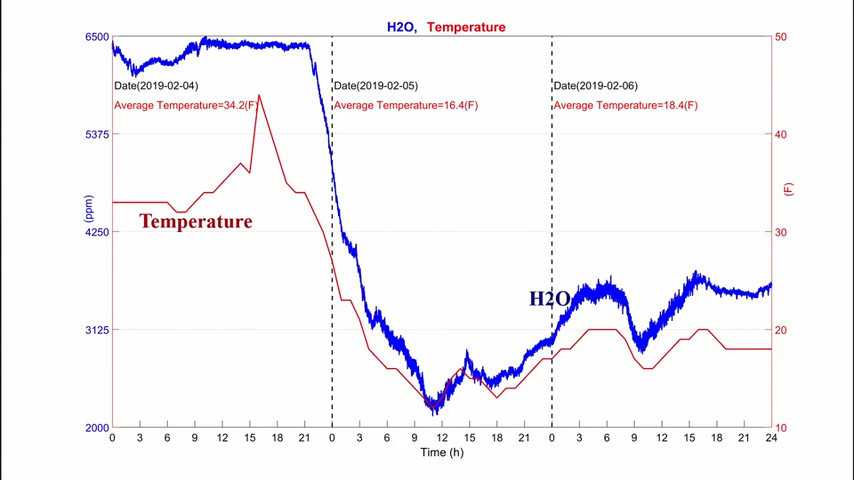 H2O, Temperature
6500
5375
4250
3125
2000
(ppm)
50
40
30
20
10
(F)
Date(2019-02-04)
Average Temperature=34.2(F)
Date(2019-02-05)
Average Temperature=16.4(F)
Date(2019-02-06)
Average Temperature=18.4(F)
Temperature
H2O
0 3 6 9 12 15 18 21 0 3 6 9 12 15 18 21 0 3 6 9 12 15 18 21 24
Time (h)